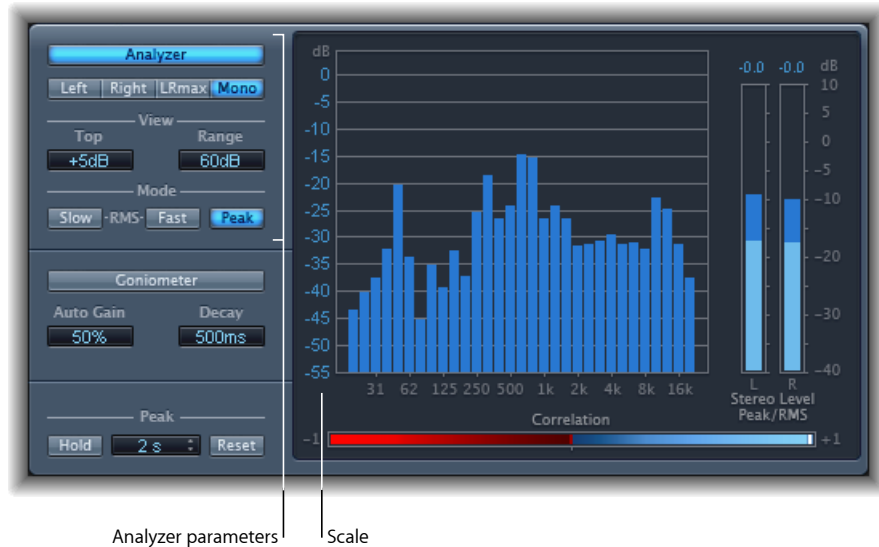 Analyzer
Left Right LRmax Mono
View
Top Range
+5dB 60dB
Mode
Slow -RMS- Fast Peak
Goniometer
Auto Gain Decay
50% 500ms
Peak
Hold 2 s Reset
dB
0
-5
-10
-15
-20
-25
-30
-35
-40
-45
-50
-55
31 62 125 250 500 1k 2k 4k 8k 16k
Correlation
-1 +1
-0.0 -0.0 dB
10
5
0
-5
-10
-20
-30
-40
L R
Stereo Level
Peak/RMS
Analyzer parameters
Scale